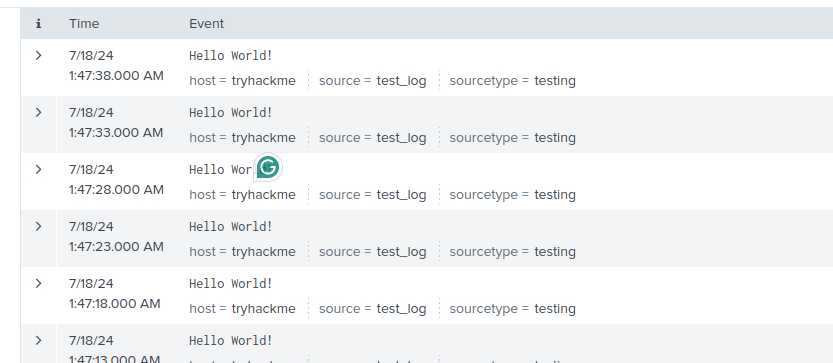 i Time Event
7/18/24 Hello World!
1:47:38.000 AM host = tryhackme source = test_log sourcetype = testing
7/18/24 Hello World!
1:47:33.000 AM host = tryhackme source = test_log sourcetype = testing
7/18/24 Hello Wor
1:47:28.000 AM host = tryhackme source = test_log sourcetype = testing
7/18/24 Hello World!
1:47:23.000 AM host = tryhackme source = test_log sourcetype = testing
7/18/24 Hello World!
1:47:18.000 AM host = tryhackme source = test_log sourcetype = testing
7/18/24 Hello World!
1:47:13.000 AM